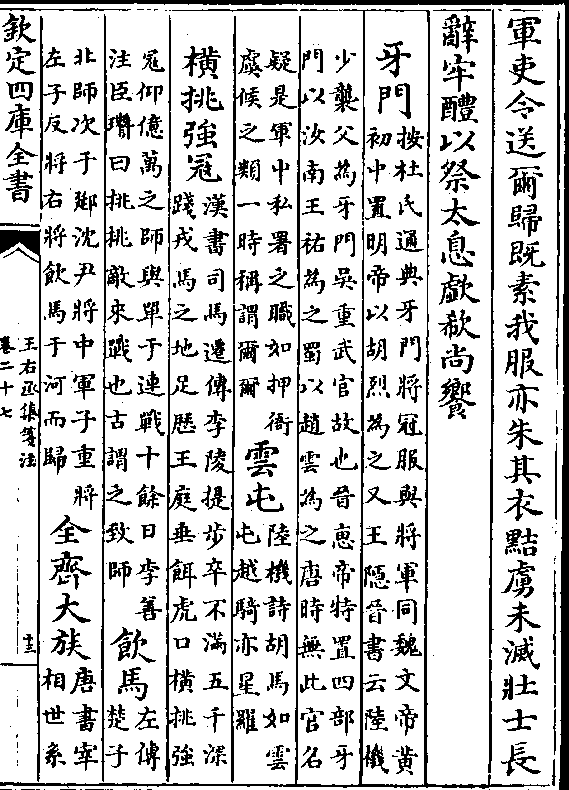 軍吏令送爾歸既素我服亦朱其衣黠虜未滅壯士長
辭牢醴以祭太息歔欷尚饗
牙門
按杜氏通典牙門將冠服與將軍同魏文帝黃
初中置明帝以胡烈為之又王隱晉書云陸機
少襲父為牙門吳重武官故也晉惠帝特置四部牙
門以汝南王祐為之蜀以趙雲為之唐時無此官名
疑是軍中私署之職如押衙
虞候之類一時稱謂爾爾
雲屯
陸機詩胡馬如雲
屯越騎亦星羅
橫挑強寇
漢書司馬遷傳李陵提步卒不滿五千深
踐戎馬之地足歷王庭垂餌虎口橫挑強
寇仰億萬之師與單于連戰十餘日李善
注臣瓚曰挑挑敵來戰也古謂之致師
飲馬
左傳
楚子
北師次于郔沈尹將中軍子重將
左子反將右將飲馬于河而歸
全齊大族
唐書宰
相世系
欽定四庫全書
王右丞集箋注
卷二十七
十三